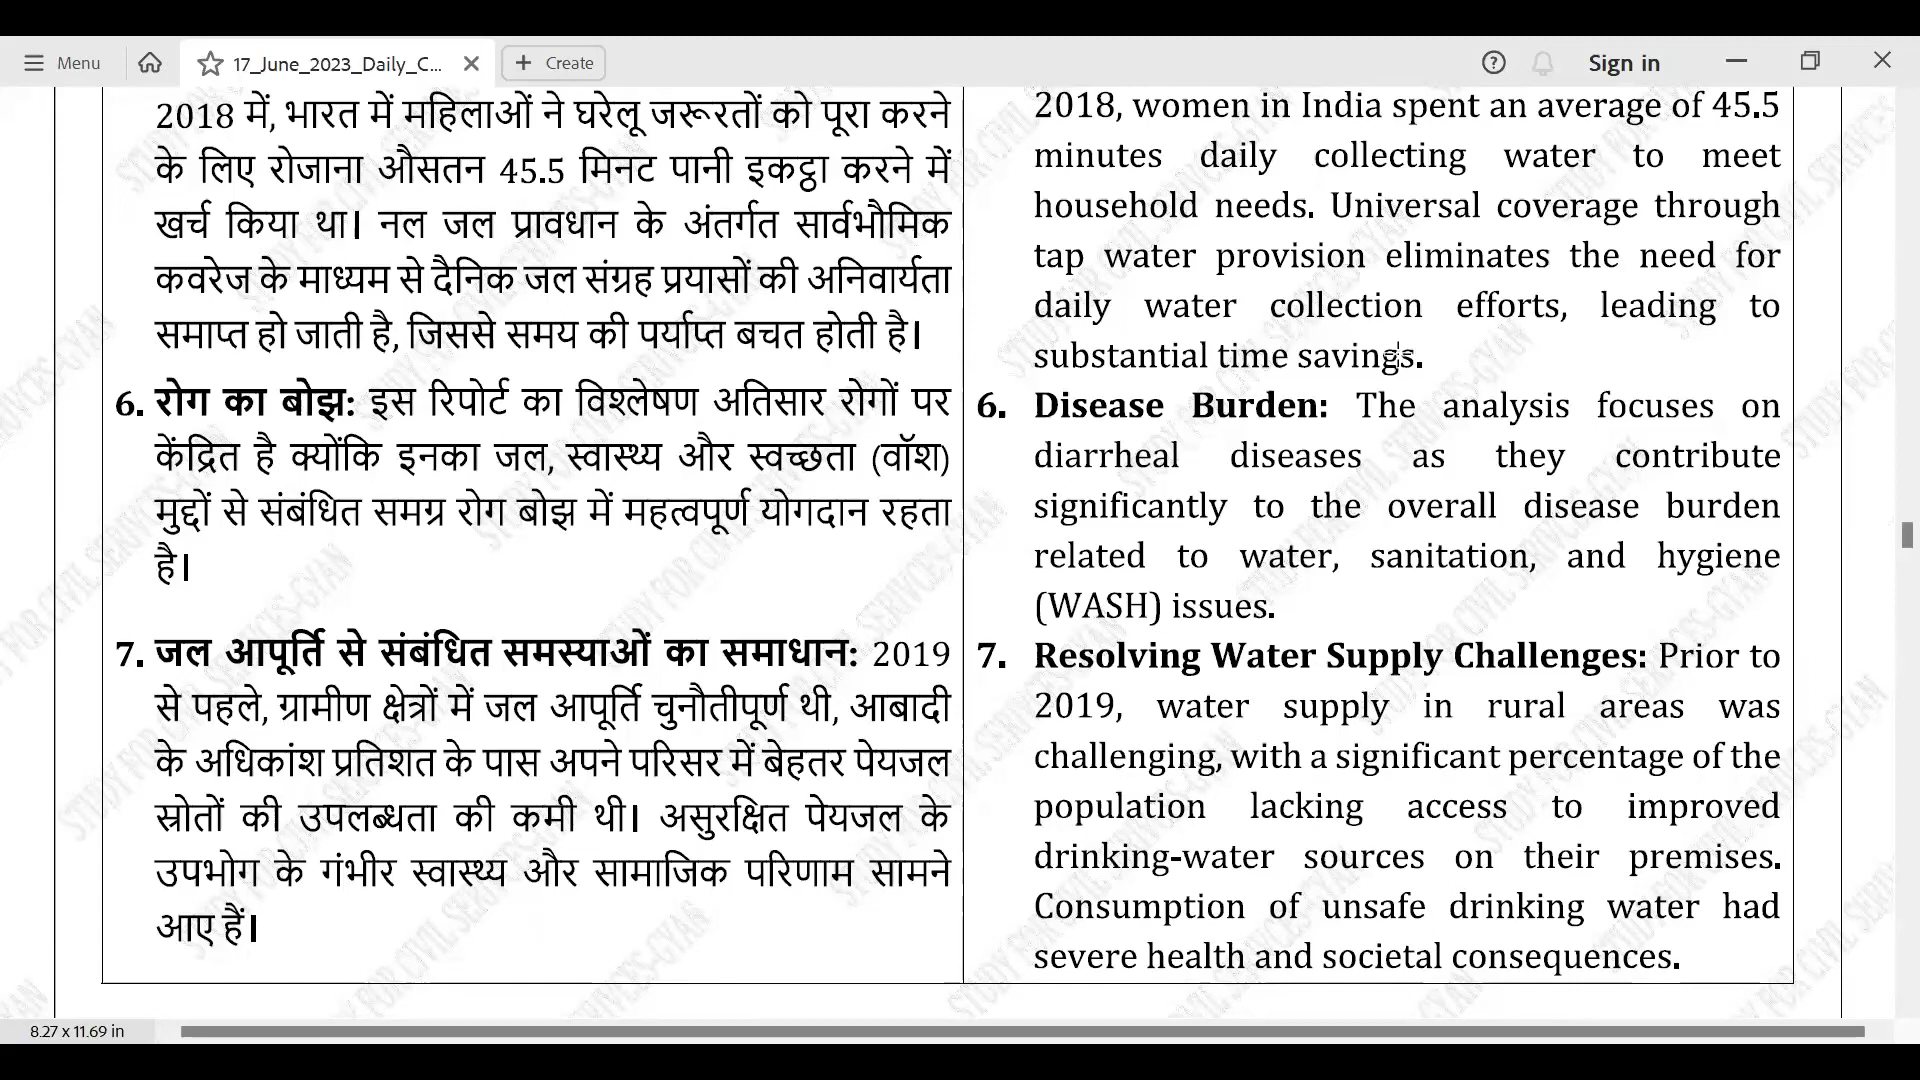 Menu
17_June_2023_Daily_C...
Create
Sign in
2018 में, भारत में महिलाओं ने घरेलू जरूरतों को पूरा करने
के लिए रोजाना औसतन 45.5 मिनट पानी इकट्ठा करने में
खर्च किया था। नल जल प्रावधान के अंतर्गत सार्वभौमिक
कवरेज के माध्यम से दैनिक जल संग्रह प्रयासों की अनिवार्यता
समाप्त हो जाती है, जिससे समय की पर्याप्त बचत होती है।
6. रोग का बोझ: इस रिपोर्ट का विश्लेषण अतिसार रोगों पर
केंद्रित है क्योंकि इनका जल, स्वास्थ्य और स्वच्छता (वॉश)
मुद्दों से संबंधित समग्र रोग बोझ में महत्वपूर्ण योगदान रहता
है।
7. जल आपूर्ति से संबंधित समस्याओं का समाधान: 2019
से पहले, ग्रामीण क्षेत्रों में जल आपूर्ति चुनौतीपूर्ण थी, आबादी
के अधिकांश प्रतिशत के पास अपने परिसर में बेहतर पेयजल
स्रोतों की उपलब्धता की कमी थी। असुरक्षित पेयजल के
उपभोग के गंभीर स्वास्थ्य और सामाजिक परिणाम सामने
आए हैं।
2018, women in India spent an average of 45.5
minutes daily collecting water to meet
household needs. Universal coverage through
tap water provision eliminates the need for
daily water collection efforts, leading to
substantial time savings.
6. Disease Burden: The analysis focuses on
diarrheal diseases as they contribute
significantly to the overall disease burden
related to water, sanitation, and hygiene
(WASH) issues.
7. Resolving Water Supply Challenges: Prior to
2019, water supply in rural areas was
challenging, with a significant percentage of the
population lacking access to improved
drinking-water sources on their premises.
Consumption of unsafe drinking water had
severe health and societal consequences.
8.27 x 11.69 in